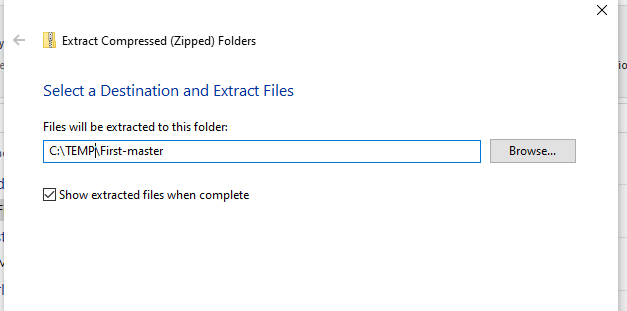 Extract Compressed (Zipped) Folders
Select a Destination and Extract Files
Files will be extracted to this folder:
C:\TEMP\First-master
Browse...
Show extracted files when complete